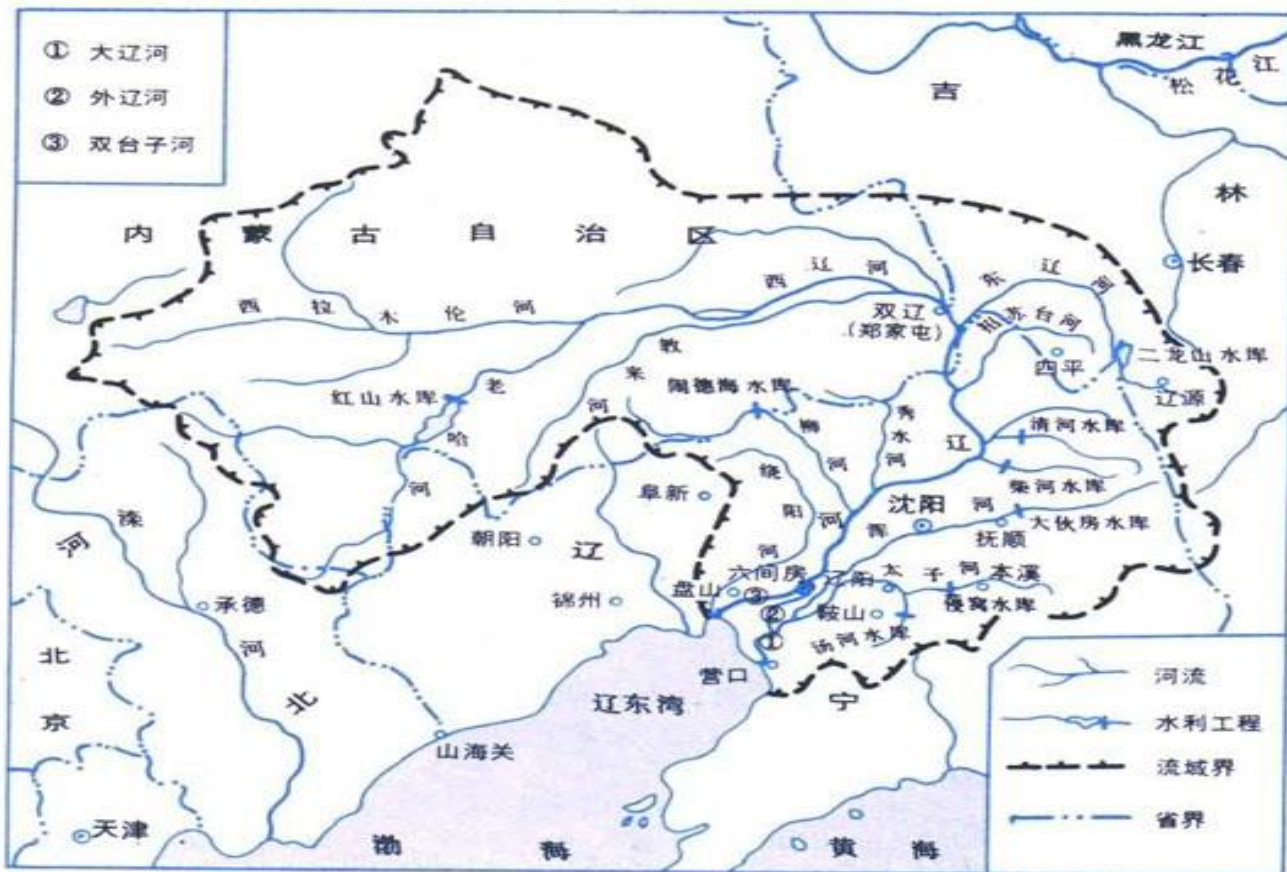 ① 大辽河
② 外辽河
③ 双台子河
黑龙江
松花江
吉
林
长春
内蒙古自治区
西辽河
东辽河
西拉木伦河
双辽
(郑家屯)
招苏台河
四平
二龙山水库
辽源
教来河
老哈河
红山水库
闹德海水库
柳河
秀水河
辽
河
清河水库
柴河水库
绕阳河
阜新
沈阳
浑河
大伙房水库
抚顺
朝阳
辽
六间房
辽阳
太子河
本溪
盘山
③
②
①
锦州
鞍山
汤河水库
营口
宁
辽东湾
滦河
承德
河
北
北京
天津
山海关
渤海
黄海
河流
水利工程
流域界
省界